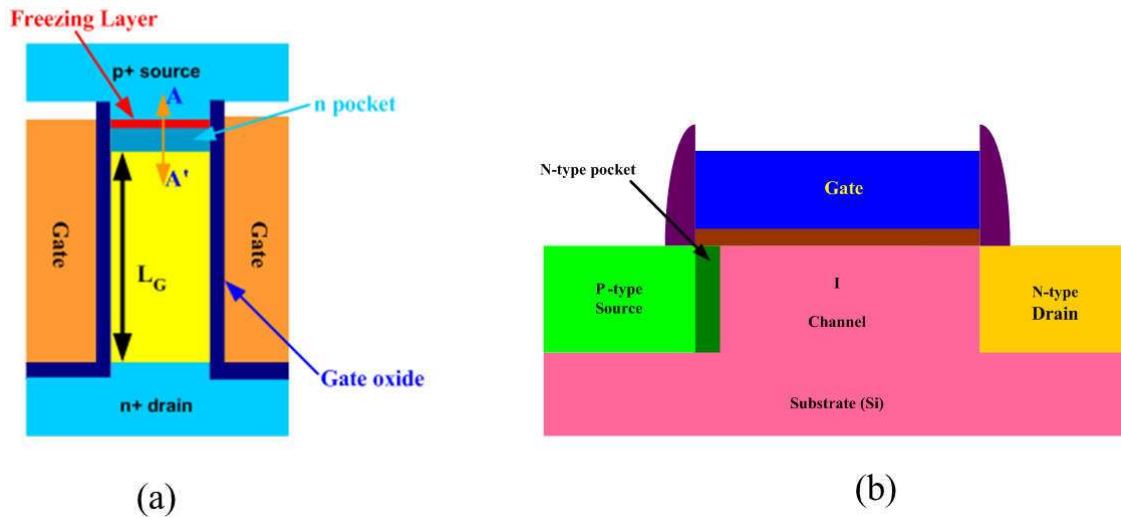 Freezing Layer
p+ source
A
n pocket
A'
Gate
Gate
L_G
Gate oxide
n+ drain
(a)
N-type pocket
Gate
P -type
Source
I
Channel
N-type
Drain
Substrate (Si)
(b)